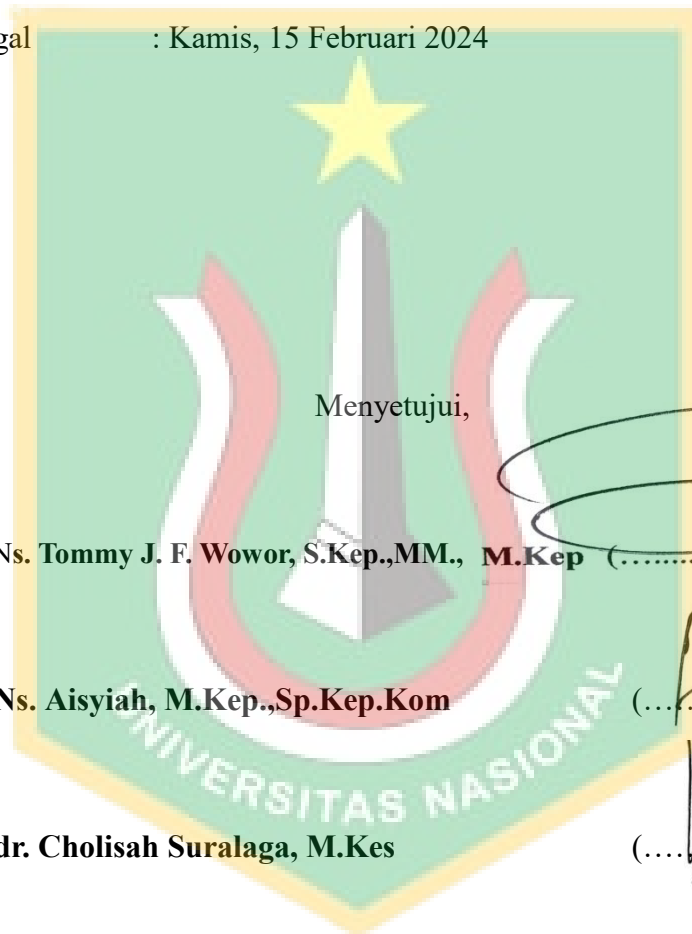 gal : Kamis, 15 Februari 2024
Menyetujui,
Ns. Tommy J. F. Wowor, S.Kep.,MM., M.Kep (….....
Ns. Aisyiah, M.Kep.,Sp.Kep.Kom (…...
dr. Cholisah Suralaga, M.Kes (…..
UNIVERSITAS NASIONAL